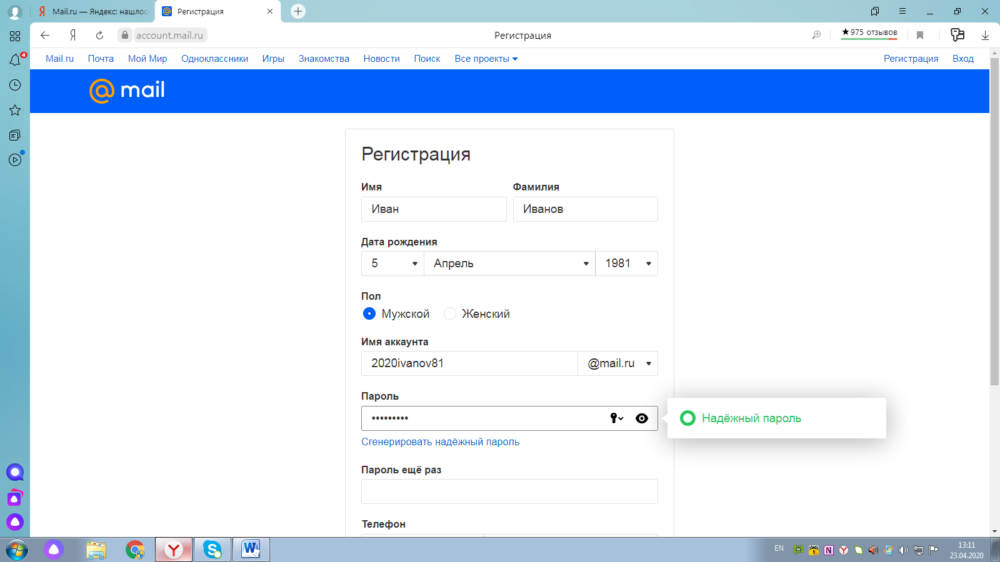 Mail.ru — Яндекс: нашлось
Регистрация
account.mail.ru
Регистрация
★975 отзывов
4
Mail.ru Почта Мой Мир Одноклассники Игры Знакомства Новости Поиск Все проекты
Регистрация Вход
@ mail
Регистрация
Имя Фамилия
Иван Иванов
Дата рождения
5 Апрель 1981
Пол
Мужской Женский
Имя аккаунта
2020ivanov81 @mail.ru
Пароль
•••••••••
Надёжный пароль
Сгенерировать надёжный пароль
Пароль ещё раз
Телефон
EN
13:11
23.04.2020